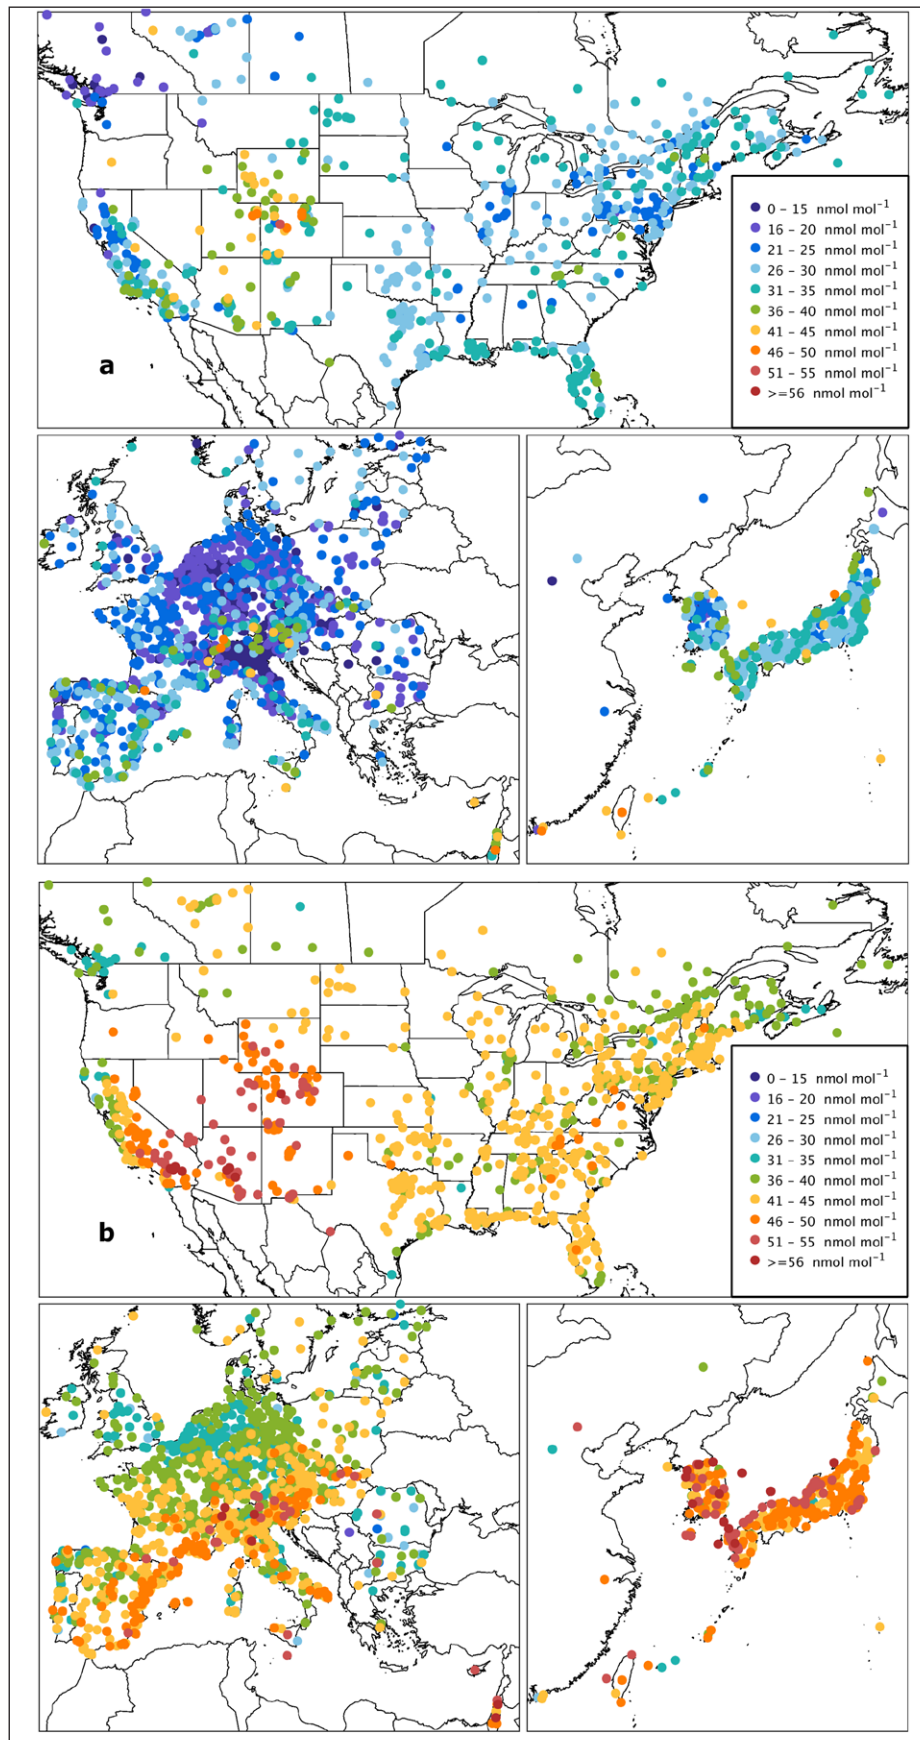 a
0 – 15 nmol mol⁻¹
16 – 20 nmol mol⁻¹
21 – 25 nmol mol⁻¹
26 – 30 nmol mol⁻¹
31 – 35 nmol mol⁻¹
36 – 40 nmol mol⁻¹
41 – 45 nmol mol⁻¹
46 – 50 nmol mol⁻¹
51 – 55 nmol mol⁻¹
>=56 nmol mol⁻¹
b
0 – 15 nmol mol⁻¹
16 – 20 nmol mol⁻¹
21 – 25 nmol mol⁻¹
26 – 30 nmol mol⁻¹
31 – 35 nmol mol⁻¹
36 – 40 nmol mol⁻¹
41 – 45 nmol mol⁻¹
46 – 50 nmol mol⁻¹
51 – 55 nmol mol⁻¹
>=56 nmol mol⁻¹